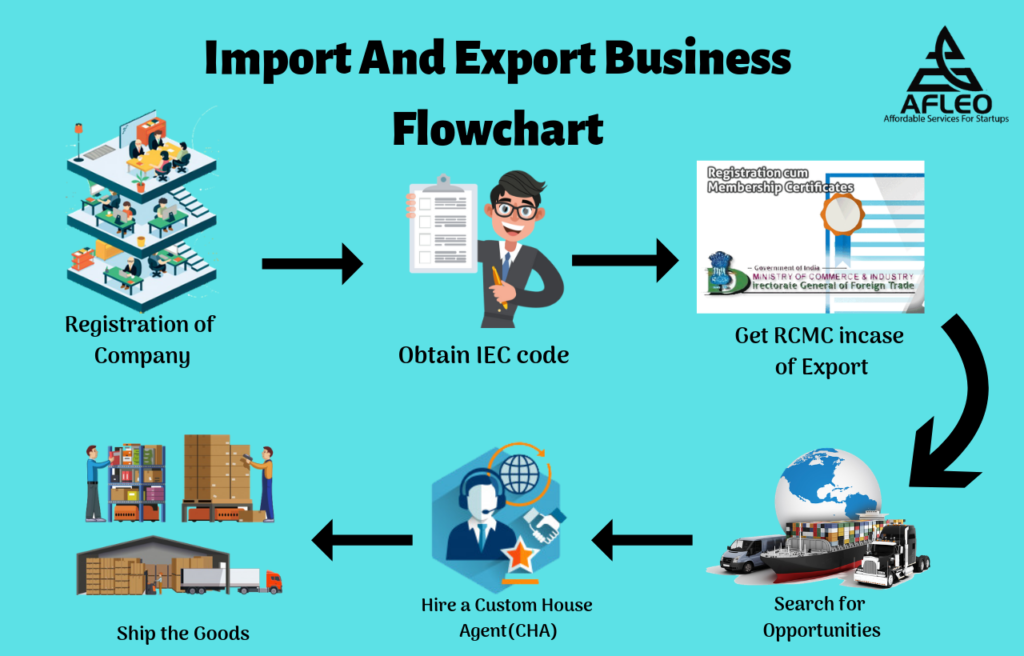 Import And Export Business
Flowchart
AFLEO
Affordable Services For Startups
Registration of
Company
Obtain IEC code
Registration cum
Membership Certificates
Government of India
MINISTRY OF COMMERCE & INDUSTRY
Directorate General of Foreign Trade
Get RCMC incase
of Export
Search for
Opportunities
Hire a Custom House
Agent(CHA)
Ship the Goods